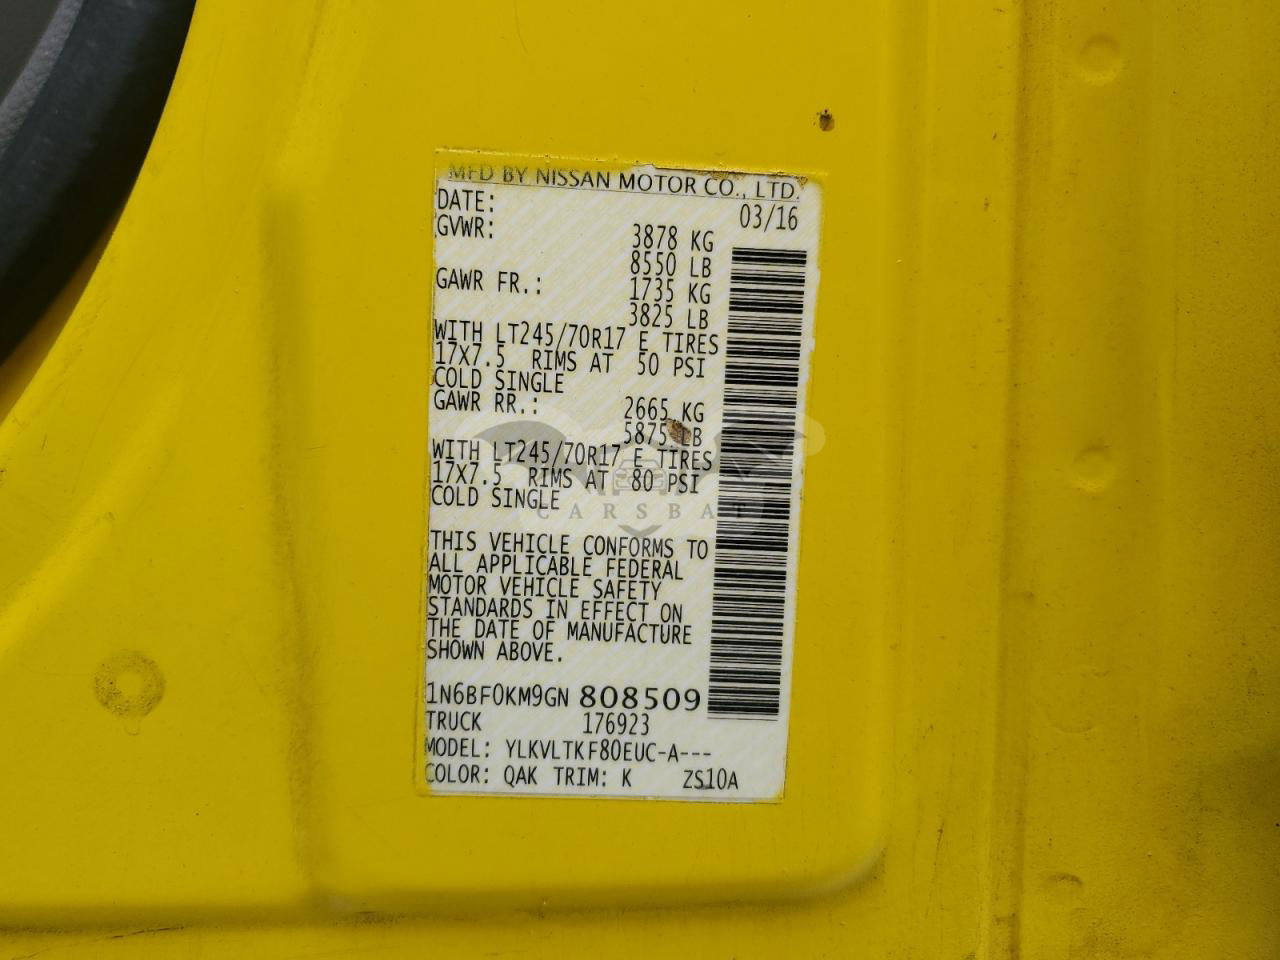 MFD BY NISSAN MOTOR CO., LTD.
DATE: 03/16
GVWR: 3878 KG
8550 LB
GAWR FR.: 1735 KG
3825 LB
WITH LT245/70R17 E TIRES
17X7.5 RIMS AT 50 PSI
COLD SINGLE
GAWR RR.: 2665 KG
5875 LB
WITH LT245/70R17 E TIRES
17X7.5 RIMS AT 80 PSI
COLD SINGLE
CARSBAT
THIS VEHICLE CONFORMS TO
ALL APPLICABLE FEDERAL
MOTOR VEHICLE SAFETY
STANDARDS IN EFFECT ON
THE DATE OF MANUFACTURE
SHOWN ABOVE.
1N6BF0KM9GN 808509
TRUCK 176923
MODEL: YLKVLTKF80EUC-A---
COLOR: QAK TRIM: K ZS10A